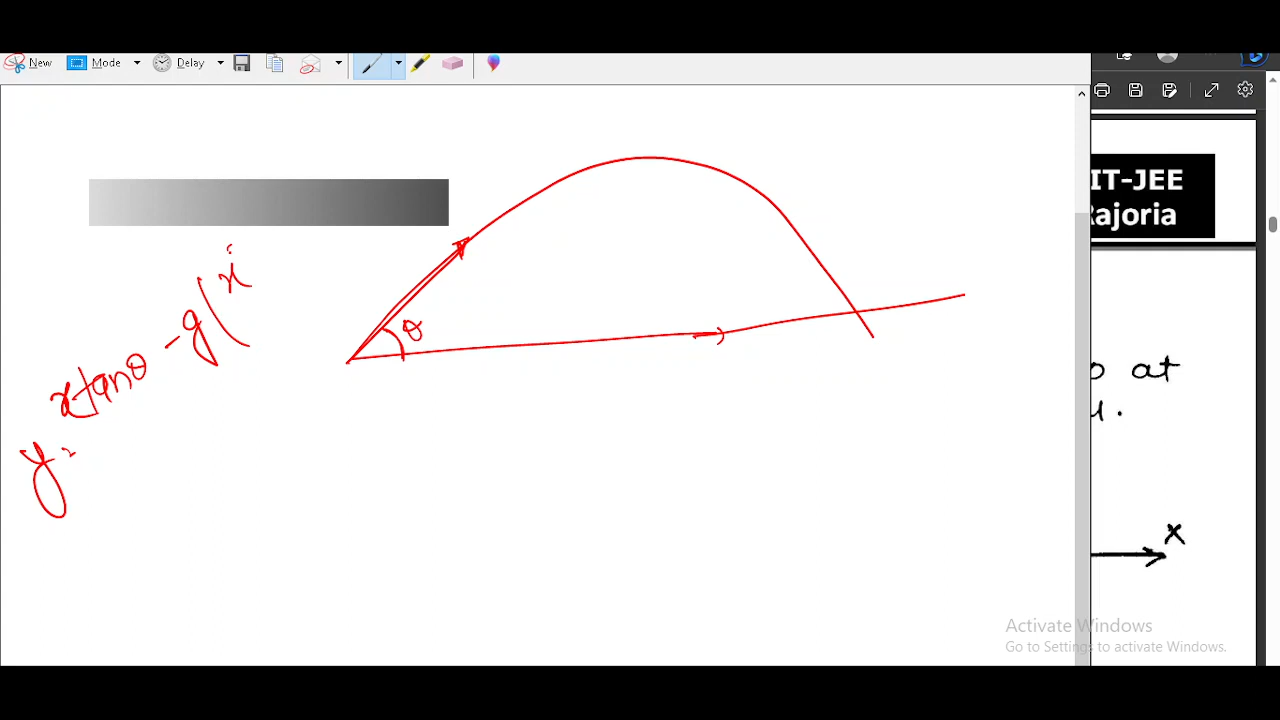 New Mode Delay
IT-JEE
Rajoria
θ
y = x tanθ - g(x
o at
u.
X
Activate Windows
Go to Settings to activate Windows.